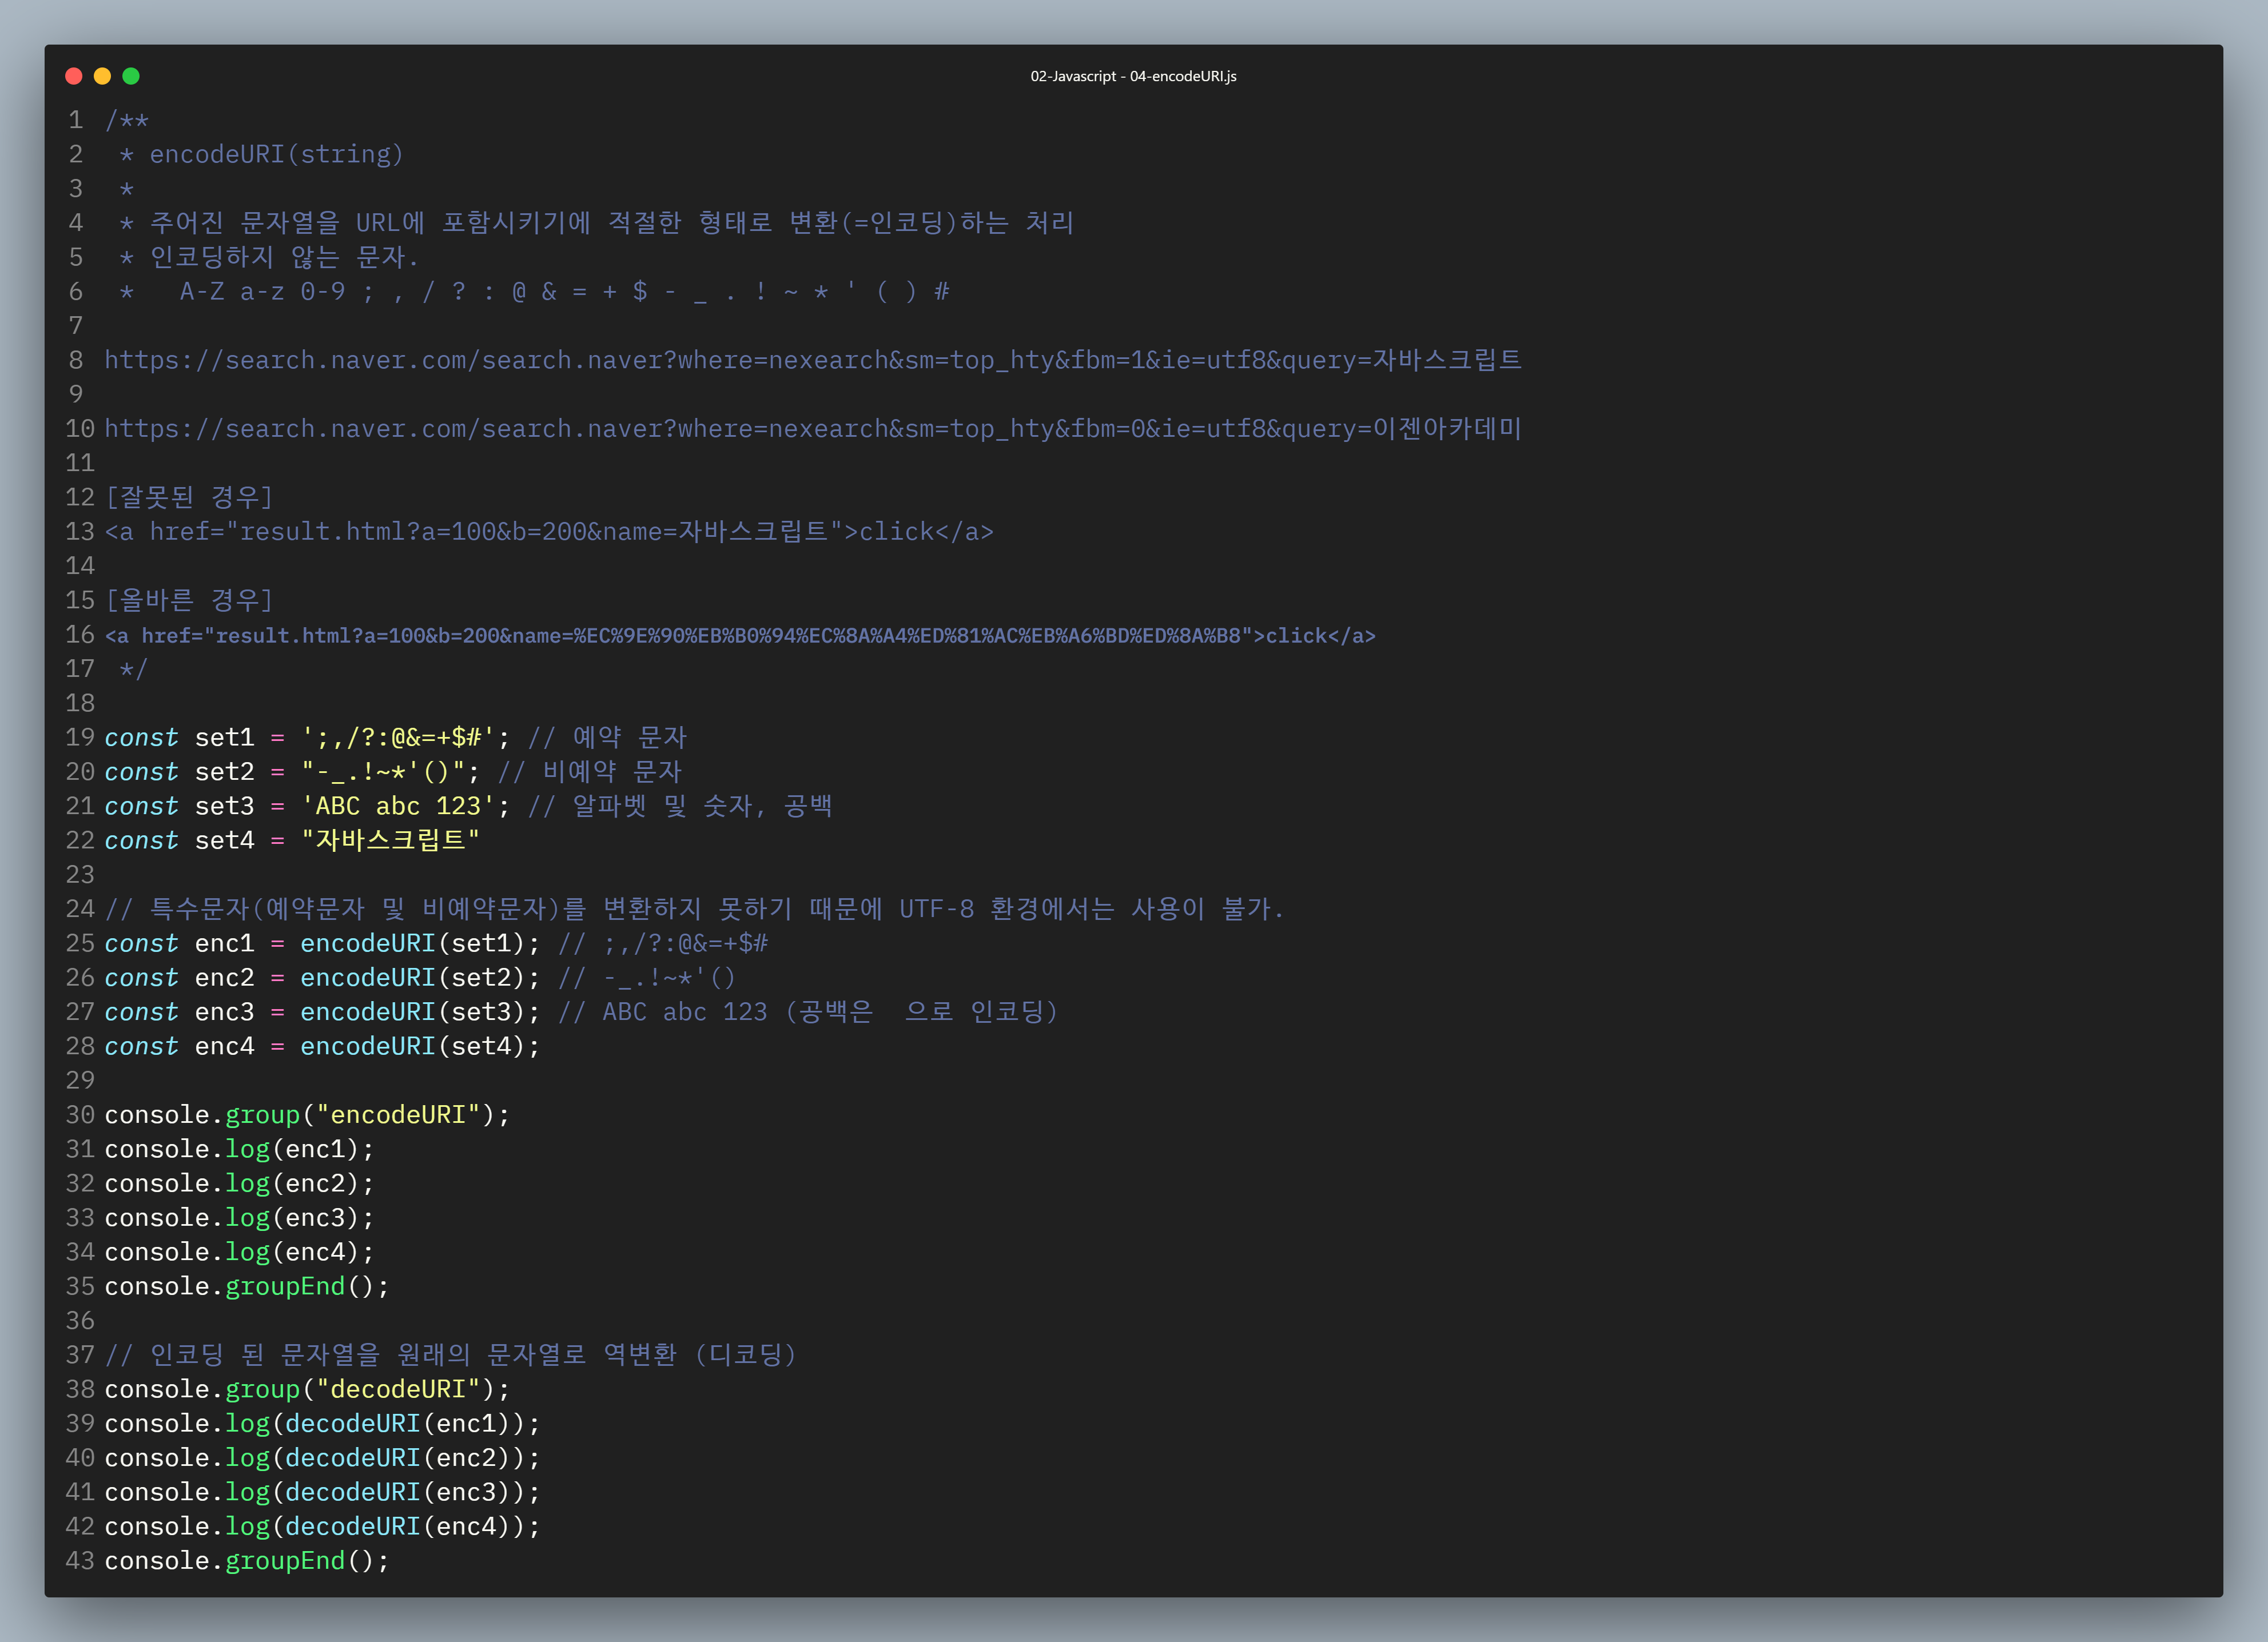 02-Javascript - 04-encodeURI.js
1 /**
2  * encodeURI(string)
3  *
4  * 주어진 문자열을 URL에 포함시키기에 적절한 형태로 변환(=인코딩)하는 처리
5  * 인코딩하지 않는 문자.
6  *   A-Z a-z 0-9 ; , / ? : @ & = + $ - _ . ! ~ * ' ( ) #
7
8 https://search.naver.com/search.naver?where=nexearch&sm=top_hty&fbm=1&ie=utf8&query=자바스크립트
9
10 https://search.naver.com/search.naver?where=nexearch&sm=top_hty&fbm=0&ie=utf8&query=이젠아카데미
11
12 [잘못된 경우]
13 <a href="result.html?a=100&b=200&name=자바스크립트">click</a>
14
15 [올바른 경우]
16 <a href="result.html?a=100&b=200&name=%EC%9E%90%EB%B0%94%EC%8A%A4%ED%81%AC%EB%A6%BD%ED%8A%B8">click</a>
17  */
18
19 const set1 = ';,/?:@&=+$#'; // 예약 문자
20 const set2 = "-_.!~*'()"; // 비예약 문자
21 const set3 = 'ABC abc 123'; // 알파벳 및 숫자, 공백
22 const set4 = "자바스크립트"
23
24 // 특수문자(예약문자 및 비예약문자)를 변환하지 못하기 때문에 UTF-8 환경에서는 사용이 불가.
25 const enc1 = encodeURI(set1); // ;,/?:@&=+$#
26 const enc2 = encodeURI(set2); // -_.!~*'()
27 const enc3 = encodeURI(set3); // ABC abc 123 (공백은  으로 인코딩)
28 const enc4 = encodeURI(set4);
29
30 console.group("encodeURI");
31 console.log(enc1);
32 console.log(enc2);
33 console.log(enc3);
34 console.log(enc4);
35 console.groupEnd();
36
37 // 인코딩 된 문자열을 원래의 문자열로 역변환 (디코딩)
38 console.group("decodeURI");
39 console.log(decodeURI(enc1));
40 console.log(decodeURI(enc2));
41 console.log(decodeURI(enc3));
42 console.log(decodeURI(enc4));
43 console.groupEnd();